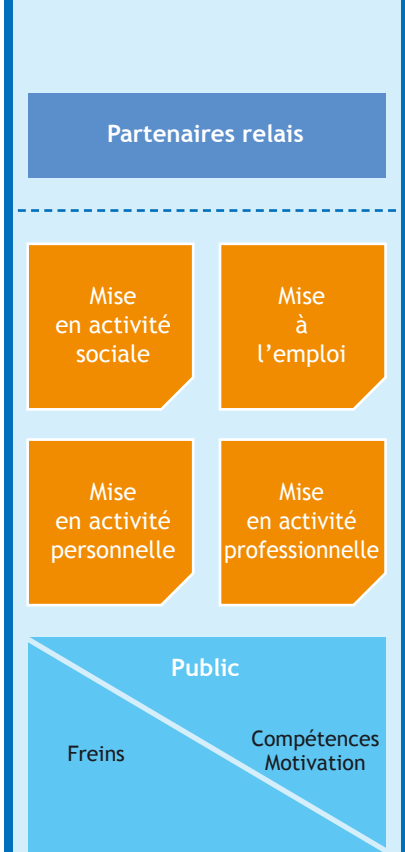 Partenaires relais
Mise
en activité
sociale
Mise
à
l'emploi
Mise
en activité
personnelle
Mise
en activité
professionnelle
Public
Freins
Compétences
Motivation